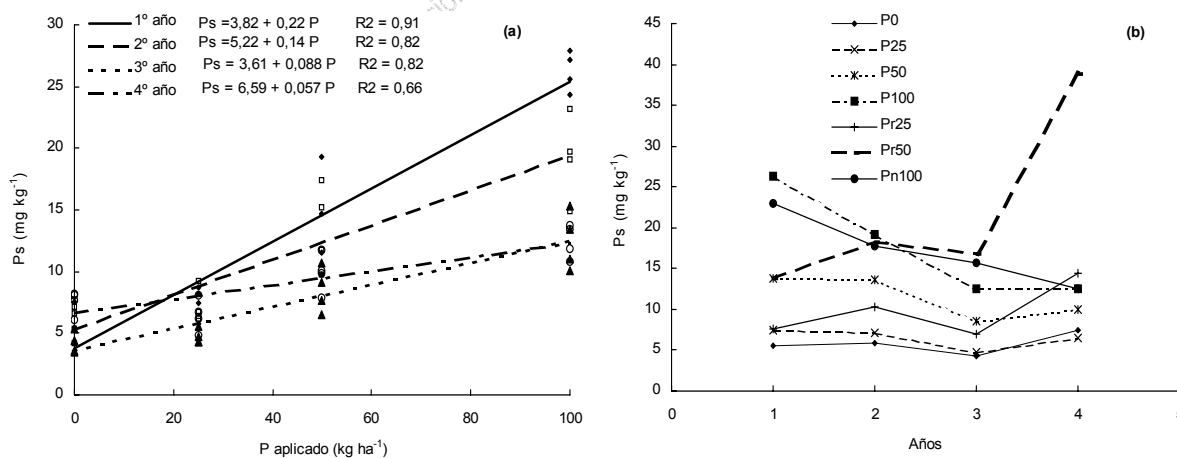 (a)
1º año Ps =3,82 + 0,22 P R2 = 0,91
2º año Ps =5,22 + 0,14 P R2 = 0,82
3º año Ps = 3,61 + 0,088 P R2 = 0,82
4º año Ps = 6,59 + 0,057 P R2 = 0,66
Ps (mg kg-1)
30
25
20
15
10
5
0
0 20 40 60 80 100
P aplicado (kg ha-1)
(b)
P0
P25
P50
P100
Pr25
Pr50
Pn100
Ps (mg kg-1)
45
40
35
30
25
20
15
10
5
0
0 1 2 3 4
Años